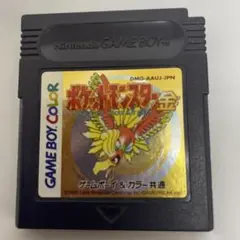 Nintendo GAME BOY™
DMG-AAUJ-JPN
ポケットモンスター金
GAME BOY COLOR
ゲームボーイ&カラー共通